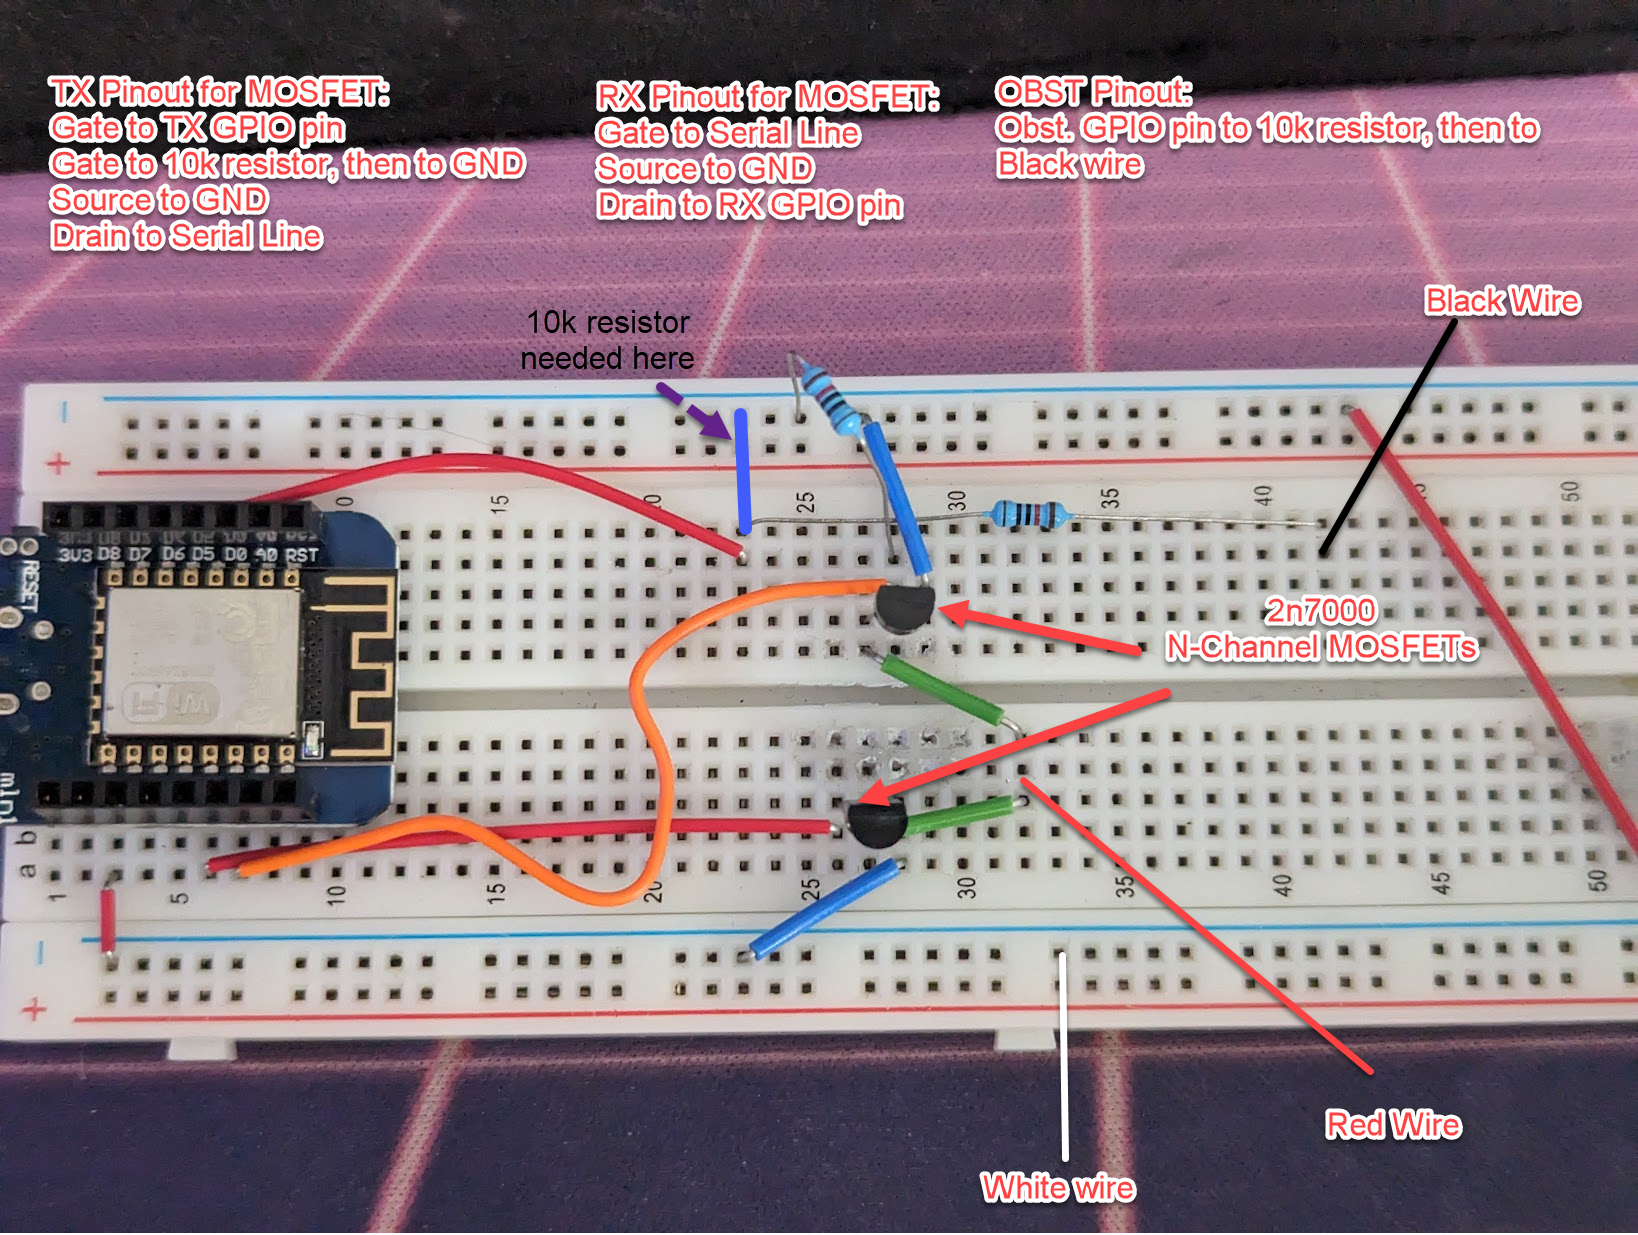 TX Pinout for MOSFET:
Gate to TX GPIO pin
Gate to 10k resistor, then to GND
Source to GND
Drain to Serial Line
RX Pinout for MOSFET:
Gate to Serial Line
Source to GND
Drain to RX GPIO pin
OBST Pinout:
Obst. GPIO pin to 10k resistor, then to
Black wire
Black Wire
10k resistor
needed here
15 25 30 35 40 50
3V3 D8 D7 D6 D5 D0 A0 RST
RESET
WiFi
2n7000
N-Channel MOSFETs
mini
b
a
1 5 10 15 20 25 30 35 40 45 50
Red Wire
White wire